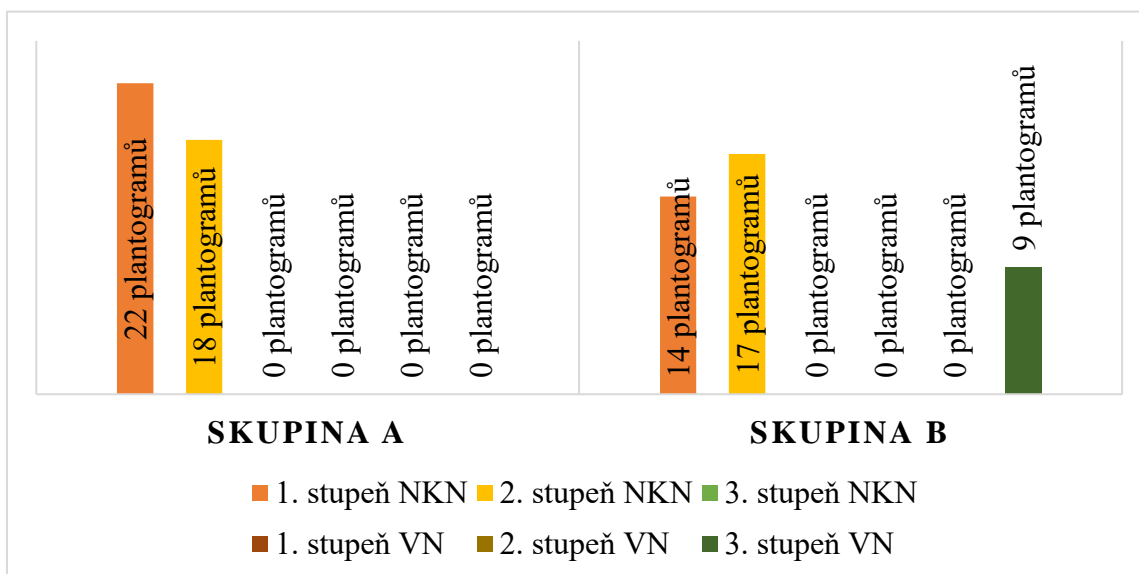 22 plantogramů
18 plantogramů
0 plantogramů
0 plantogramů
0 plantogramů
0 plantogramů
14 plantogramů
17 plantogramů
0 plantogramů
0 plantogramů
0 plantogramů
9 plantogramů
SKUPINA A
SKUPINA B
1. stupeň NKN 2. stupeň NKN 3. stupeň NKN
1. stupeň VN 2. stupeň VN 3. stupeň VN